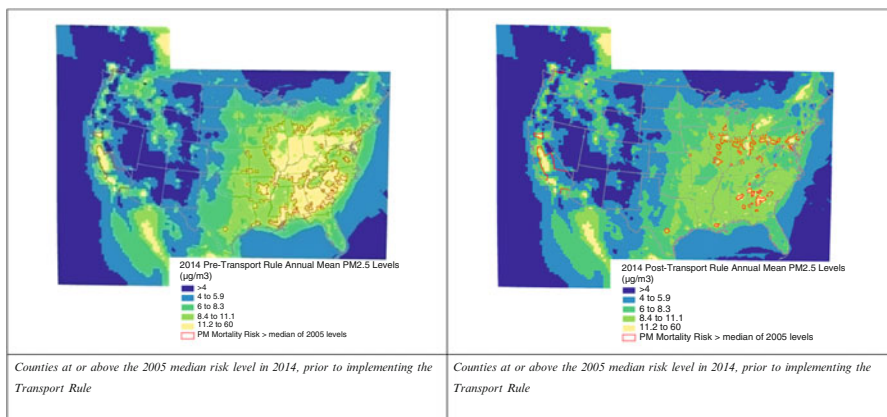 2014 Pre-Transport Rule Annual Mean PM2.5 Levels
(µg/m3)
>4
4 to 5.9
6 to 8.3
8.4 to 11.1
11.2 to 60
PM Mortality Risk > median of 2005 levels
Counties at or above the 2005 median risk level in 2014, prior to implementing the
Transport Rule
2014 Post-Transport Rule Annual Mean PM2.5 Levels
(µg/m3)
>4
4 to 5.9
6 to 8.3
8.4 to 11.1
11.2 to 60
PM Mortality Risk > median of 2005 levels
Counties at or above the 2005 median risk level in 2014, prior to implementing the
Transport Rule